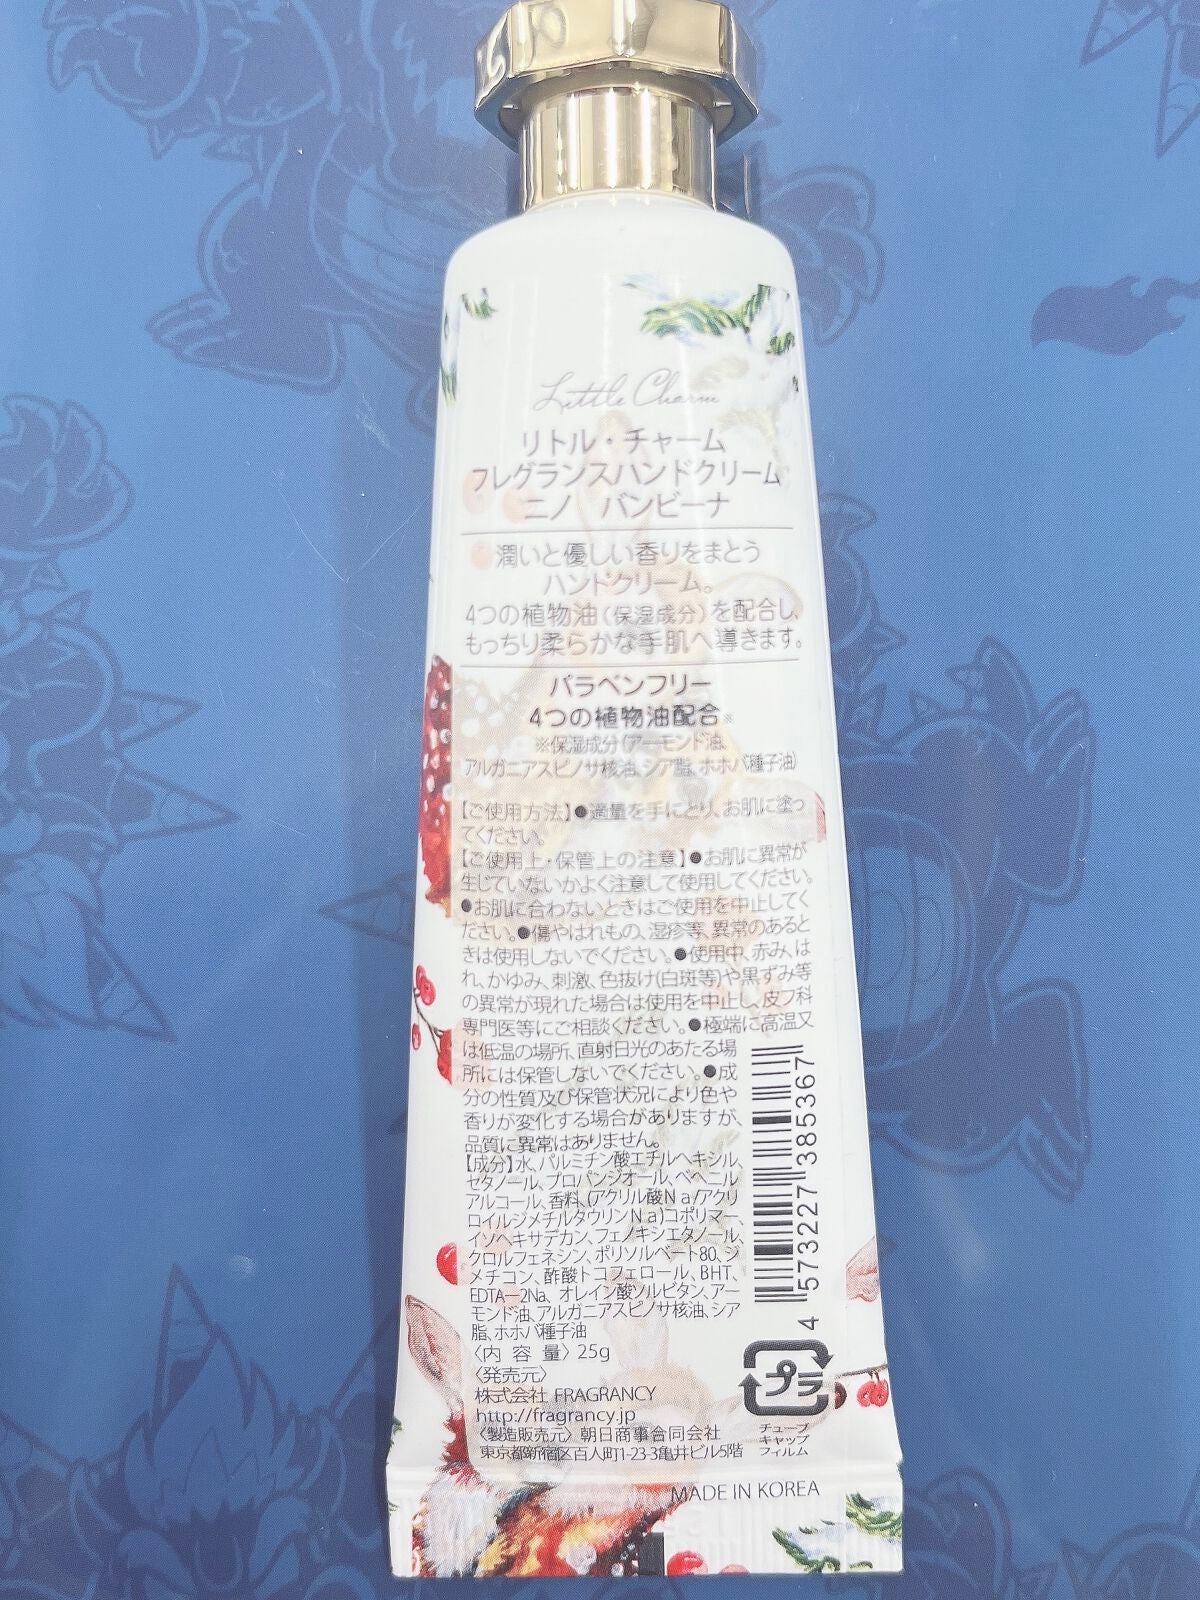 Little Charm
リトル・チャーム
フレグランスハンドクリーム
ニノ バンビーナ
潤いと優しい香りをまとう
ハンドクリーム。
4つの植物油(保湿成分)を配合し、
もっちり柔らかな手肌へ導きます。
パラベンフリー
4つの植物油配合※
※保湿成分(アーモンド油、
アルガニアスピノサ核油、シア脂、ホホバ種子油)
【ご使用方法】●適量を手にとり、お肌に塗っ
てください。
【ご使用上・保管上の注意】●お肌に異常が
生じていないかよく注意して使用してください。
●お肌に合わないときはご使用を中止してく
ださい。●傷やはれもの、湿疹等、異常のあると
きは使用しないでください。●使用中、赤み、は
れ、かゆみ、刺激、色抜け(白斑等)や黒ずみ等
の異常が現れた場合は使用を中止し、皮フ科
専門医等にご相談ください。●極端に高温又
は低温の場所、直射日光のあたる場
所には保管しないでください。●成
分の性質及び保管状況により色や
香りが変化する場合がありますが、
品質に異常はありません。
【成分】水、パルミチン酸エチルヘキシル、
セタノール、プロパンジオール、ベヘニル
アルコール、香料、(アクリル酸Na/アクリ
ロイルジメチルタウリンNa)コポリマー、
イソヘキサデカン、フェノキシエタノール、
クロルフェネシン、ポリソルベート80、ジ
メチコン、酢酸トコフェロール、BHT、
EDTA-2Na、オレイン酸ソルビタン、アー
モンド油、アルガニアスピノサ核油、シア
脂、ホホバ種子油
〈内 容 量〉25g
〈発売元〉
株式会社 FRAGRANCY
http://fragrancy.jp
〈製造販売元〉朝日商事合同会社
東京都新宿区百人町1-23-3亀井ビル5階
4 573227 385367
プラ
チューブ
キャップ
フィルム
MADE IN KOREA